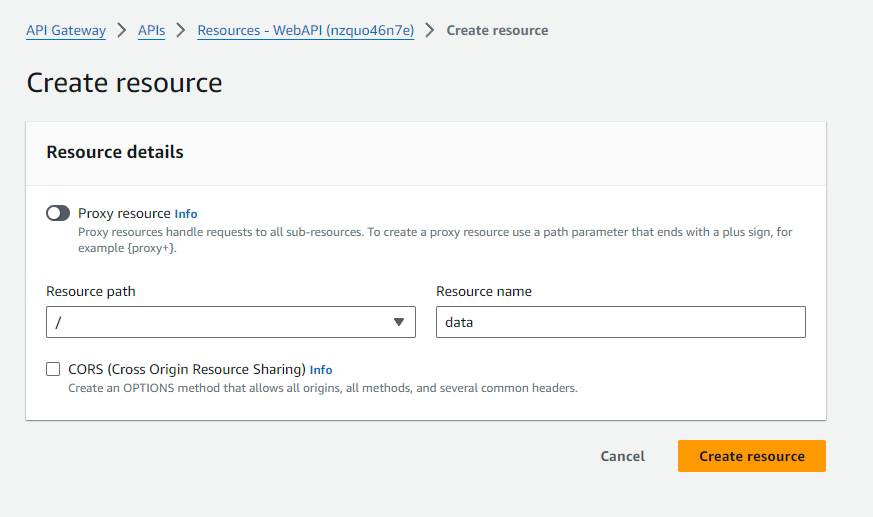 API Gateway > APIs > Resources - WebAPI (nzquo46n7e) > Create resource
Create resource
Resource details
Proxy resource Info
Proxy resources handle requests to all sub-resources. To create a proxy resource use a path parameter that ends with a plus sign, for
example {proxy+}.
Resource path
/
Resource name
data
CORS (Cross Origin Resource Sharing) Info
Create an OPTIONS method that allows all origins, all methods, and several common headers.
Cancel
Create resource